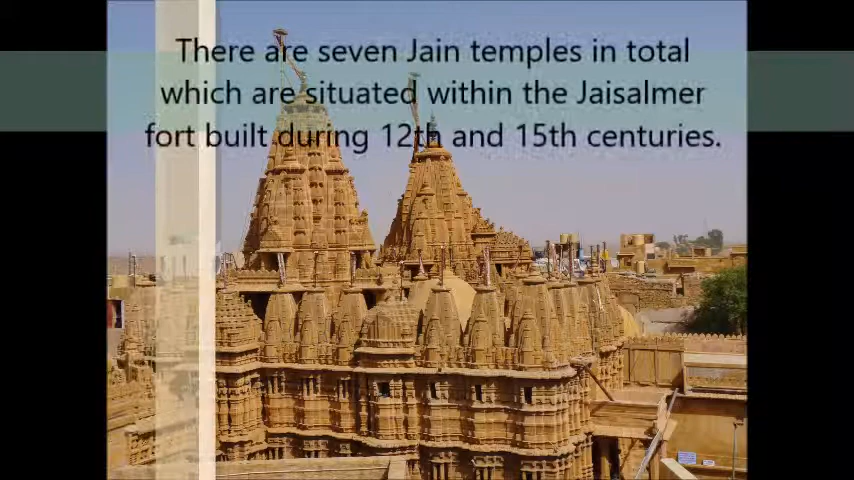 There are seven Jain temples in total
which are situated within the Jaisalmer
fort built during 12th and 15th centuries.